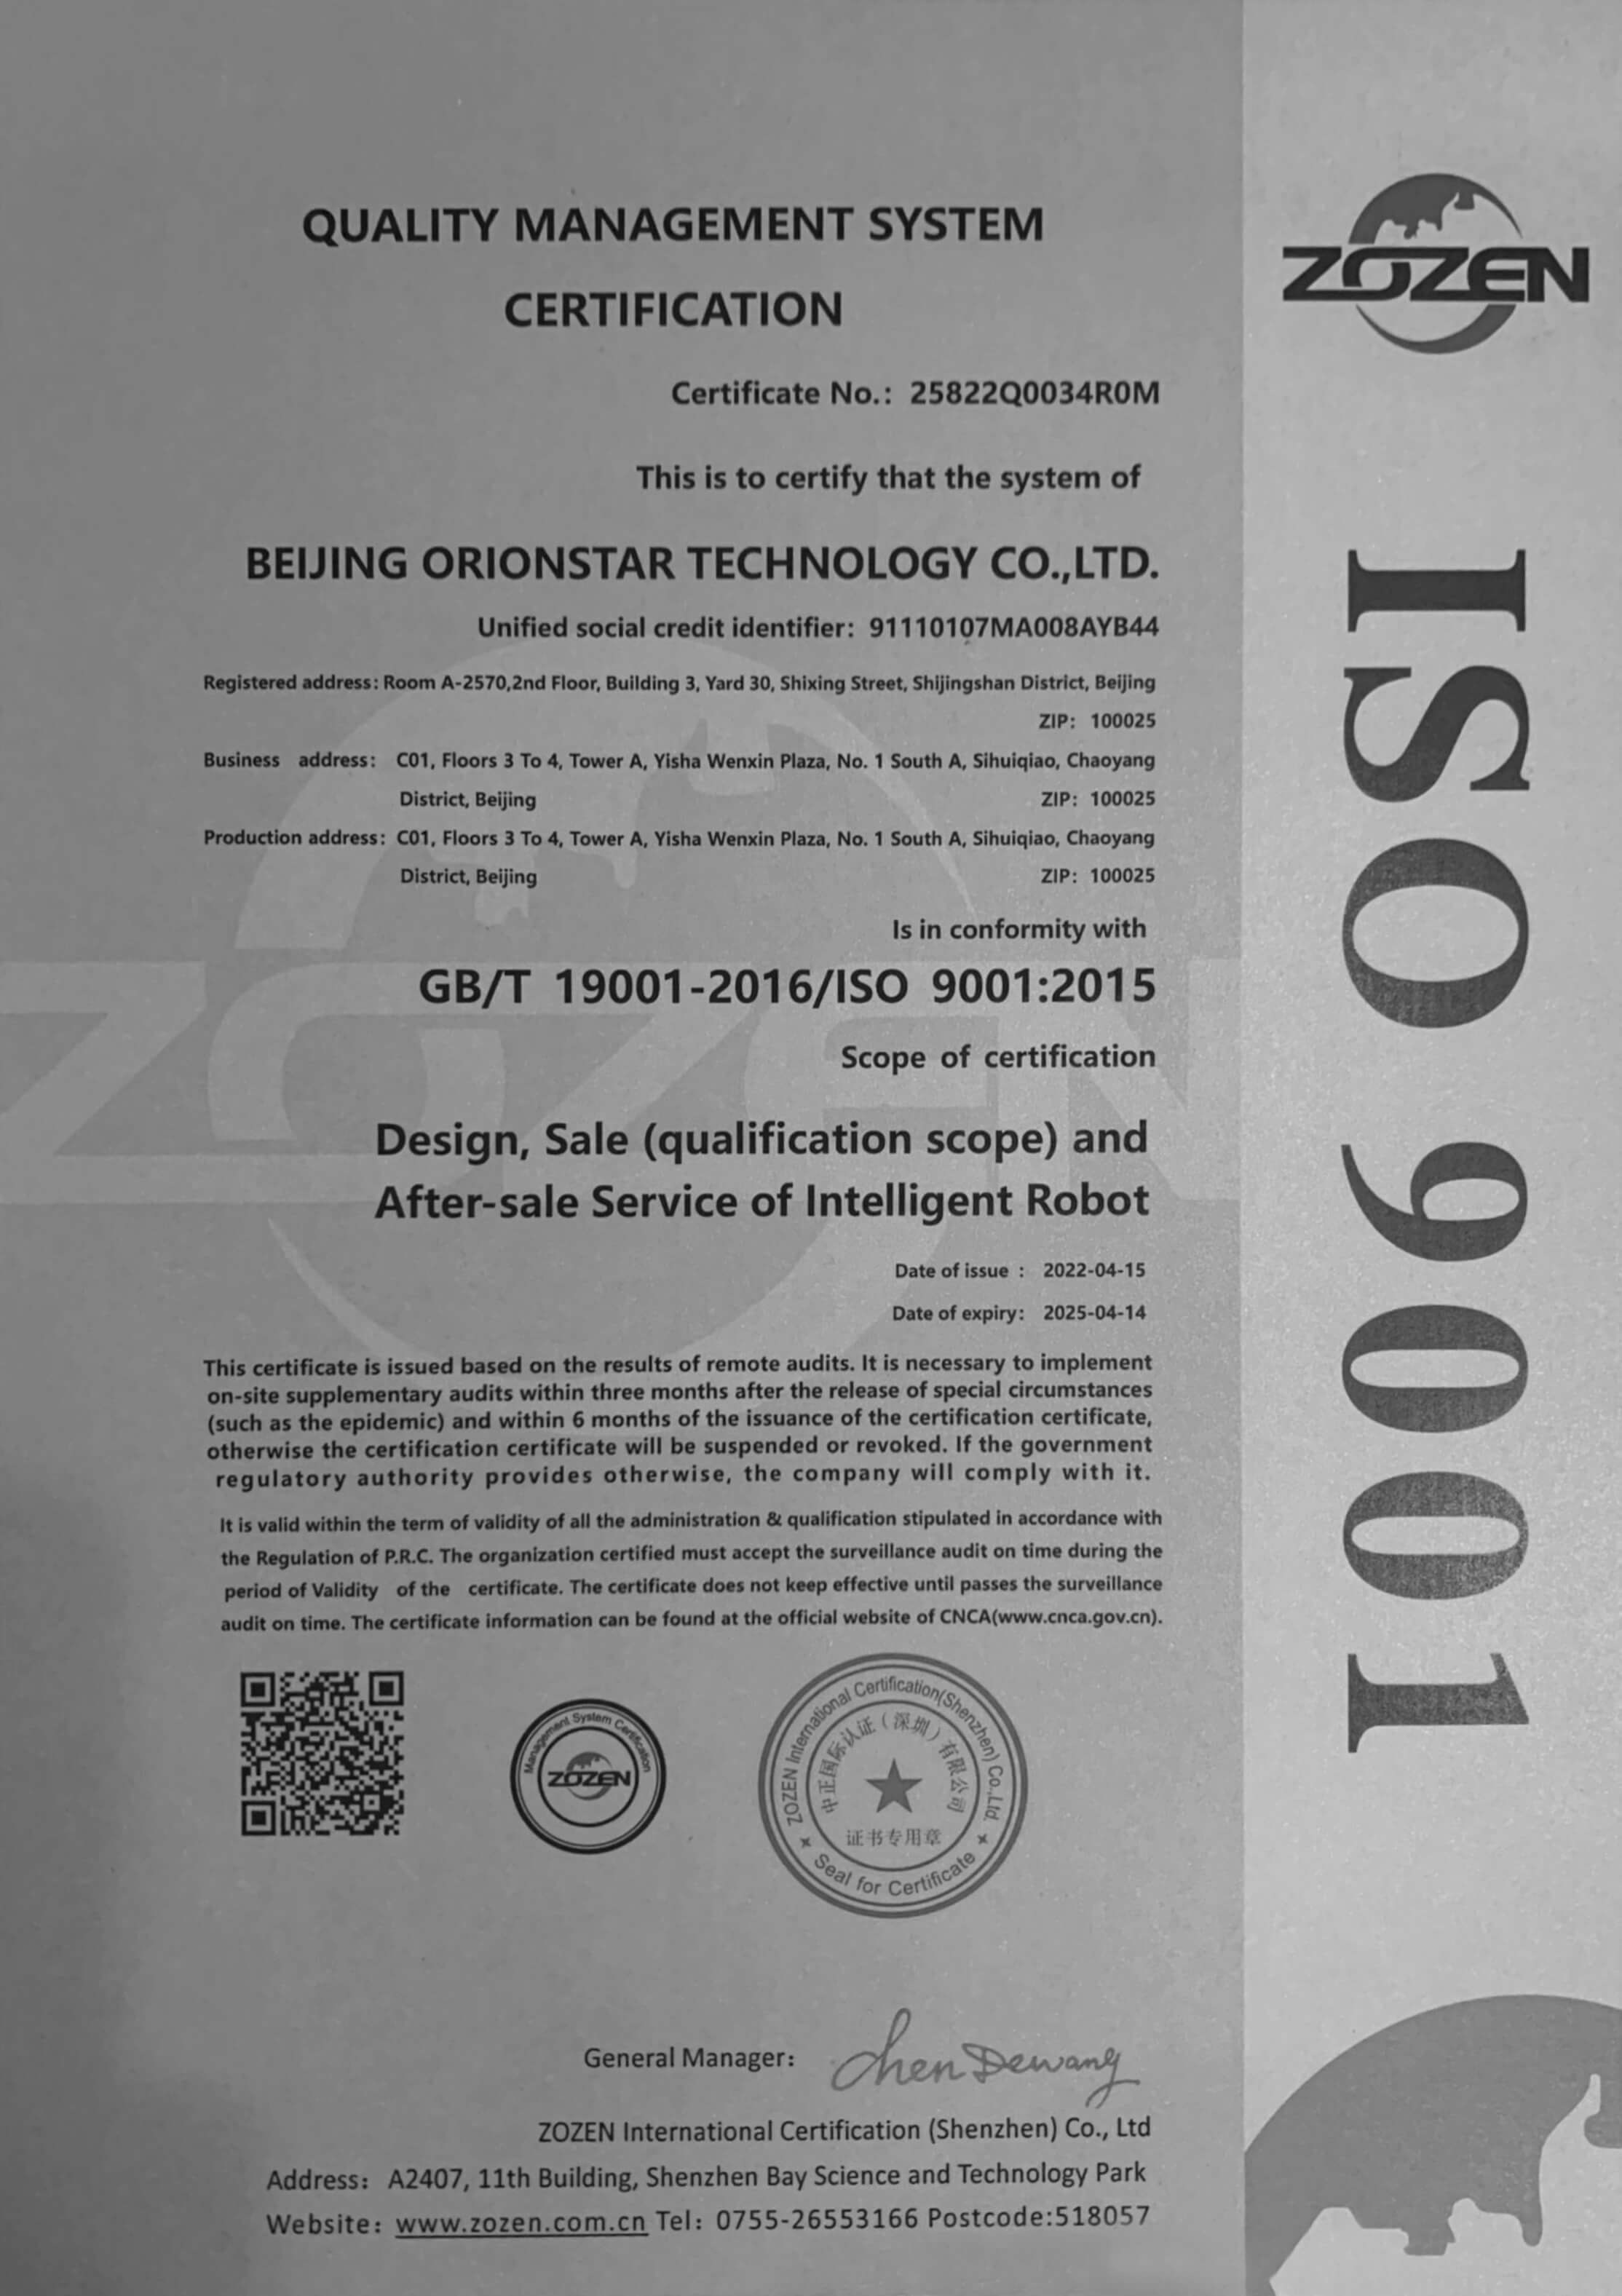 QUALITY MANAGEMENT SYSTEM
CERTIFICATION
Certificate No.: 25822Q0034R0M
This is to certify that the system of
BEIJING ORIONSTAR TECHNOLOGY CO.,LTD.
Unified social credit identifier: 91110107MA008AYB44
Registered address: Room A-2570,2nd Floor, Building 3, Yard 30, Shixing Street, Shijingshan District, Beijing
ZIP: 100025
Business address: C01, Floors 3 To 4, Tower A, Yisha Wenxin Plaza, No. 1 South A, Sihuiqiao, Chaoyang
District, Beijing ZIP: 100025
Production address: C01, Floors 3 To 4, Tower A, Yisha Wenxin Plaza, No. 1 South A, Sihuiqiao, Chaoyang
District, Beijing ZIP: 100025
Is in conformity with
GB/T 19001-2016/ISO 9001:2015
Scope of certification
Design, Sale (qualification scope) and
After-sale Service of Intelligent Robot
Date of issue : 2022-04-15
Date of expiry: 2025-04-14
This certificate is issued based on the results of remote audits. It is necessary to implement
on-site supplementary audits within three months after the release of special circumstances
(such as the epidemic) and within 6 months of the issuance of the certification certificate,
otherwise the certification certificate will be suspended or revoked. If the government
regulatory authority provides otherwise, the company will comply with it.
It is valid within the term of validity of all the administration & qualification stipulated in accordance with
the Regulation of P.R.C. The organization certified must accept the surveillance audit on time during the
period of Validity of the certificate. The certificate does not keep effective until passes the surveillance
audit on time. The certificate information can be found at the official website of CNCA(www.cnca.gov.cn).
Management System Certification
ZOZEN
ZOZEN International Certification(Shenzhen) Co.,Ltd.
中正国际认证（深圳）有限公司
证书专用章
Seal for Certificate
General Manager: Chen Dewang
ZOZEN International Certification (Shenzhen) Co., Ltd
Address: A2407, 11th Building, Shenzhen Bay Science and Technology Park
Website: www.zozen.com.cn Tel: 0755-26553166 Postcode:518057
ZOZEN
ISO 9001
ZOZEN